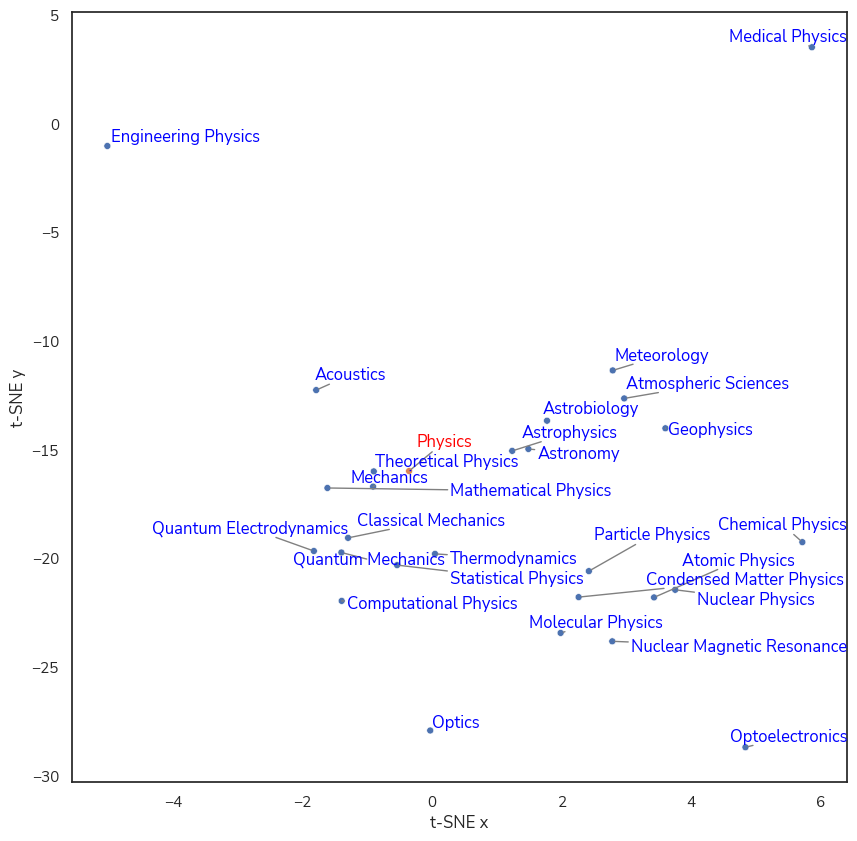 5
Medical Physics
0
Engineering Physics
−5
−10
Meteorology
Acoustics
Atmospheric Sciences
Astrobiology
Geophysics
Astrophysics
Physics
−15
Astronomy
Theoretical Physics
Mechanics
Mathematical Physics
Classical Mechanics
Chemical Physics
Quantum Electrodynamics
Particle Physics
−20
Quantum Mechanics
Thermodynamics
Atomic Physics
Statistical Physics
Condensed Matter Physics
Nuclear Physics
Computational Physics
Molecular Physics
Nuclear Magnetic Resonance
−25
Optics
Optoelectronics
−30
−4 −2 0 2 4 6
t-SNE x
t-SNE y